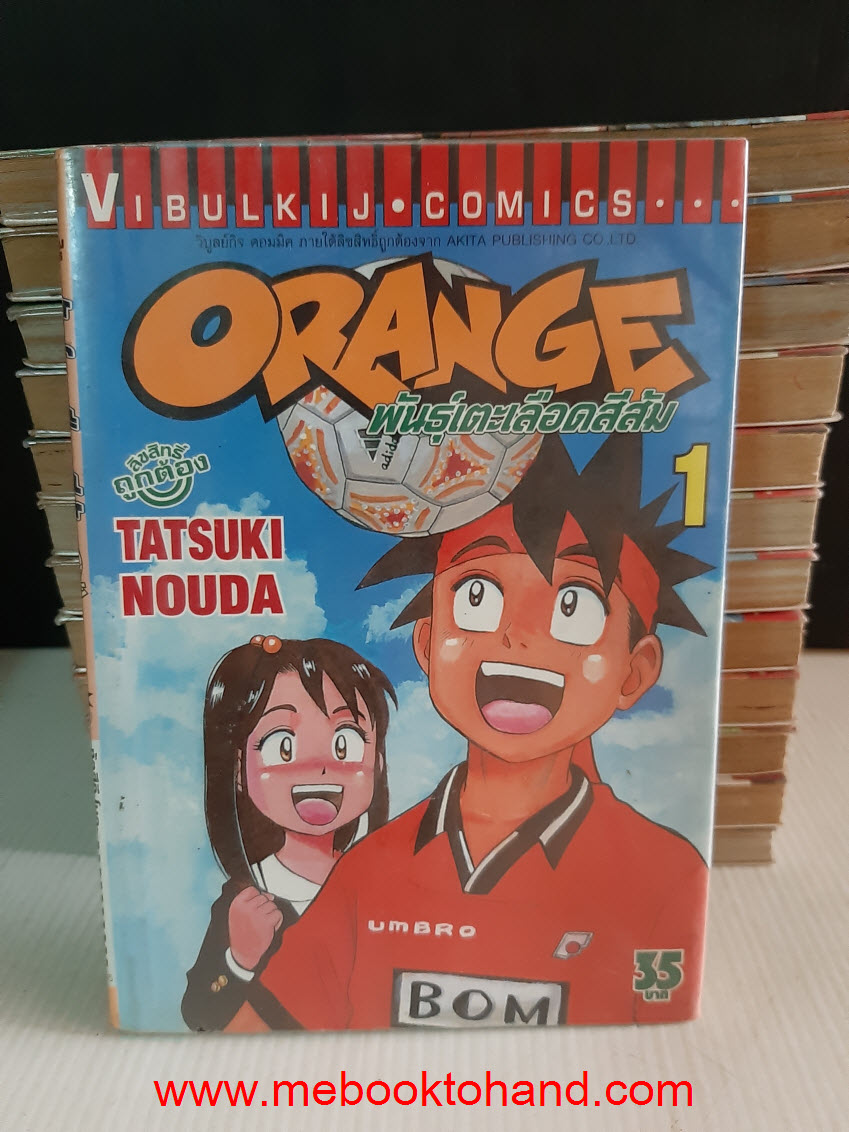 VIBULKIJ•COMICS...
วิบูลย์กิจ คอมมิค ภายใต้ลิขสิทธิ์ถูกต้องจาก AKITA PUBLISHING CO.,LTD
ORANGE
พันธุ์เตะเลือดสีส้ม
adidas
1
ลิขสิทธิ์
ถูกต้อง
TATSUKI
NOUDA
umBRO
BOM
35
บาท
www.mebooktohand.com